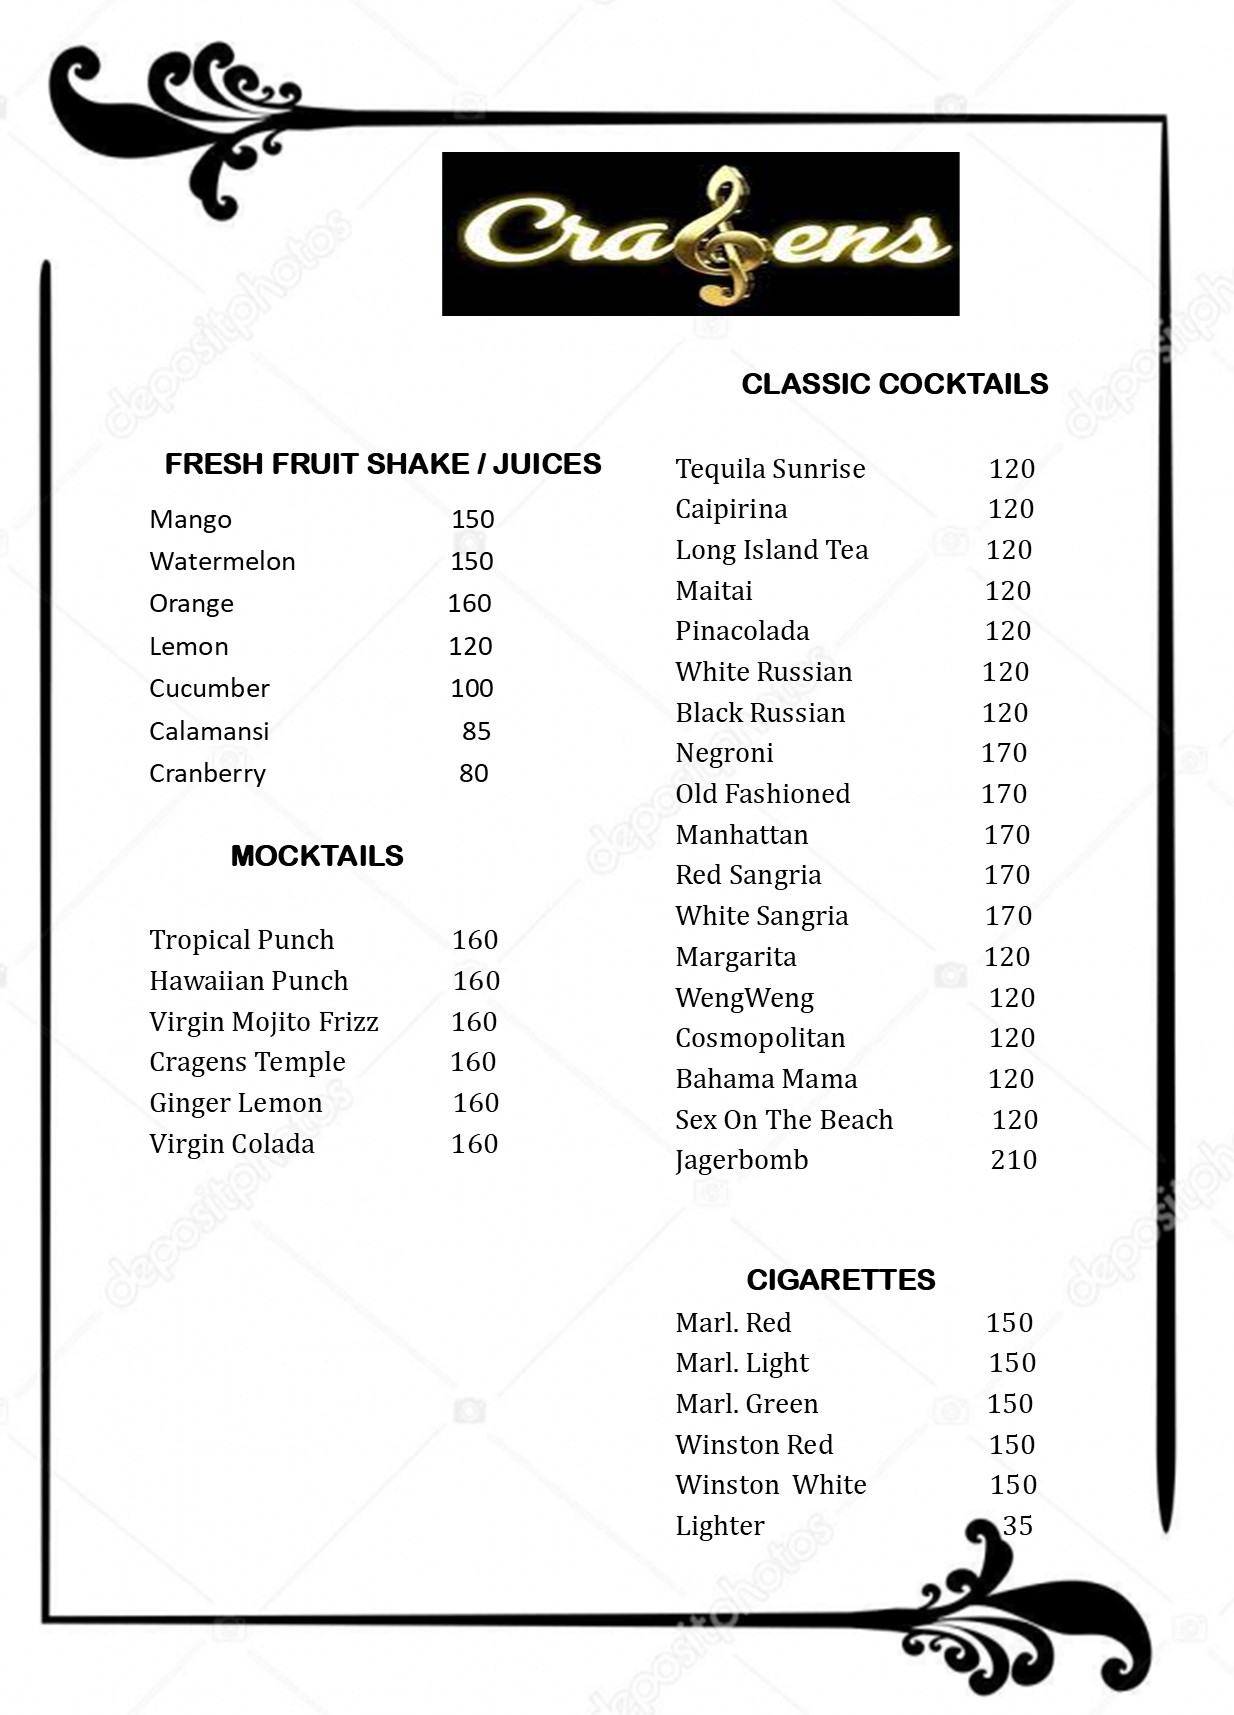 Cragens
FRESH FRUIT SHAKE / JUICES
Mango 150
Watermelon 150
Orange 160
Lemon 120
Cucumber 100
Calamansi 85
Cranberry 80
MOCKTAILS
Tropical Punch 160
Hawaiian Punch 160
Virgin Mojito Frizz 160
Cragens Temple 160
Ginger Lemon 160
Virgin Colada 160
CLASSIC COCKTAILS
Tequila Sunrise 120
Caipirina 120
Long Island Tea 120
Maitai 120
Pinacolada 120
White Russian 120
Black Russian 120
Negroni 170
Old Fashioned 170
Manhattan 170
Red Sangria 170
White Sangria 170
Margarita 120
WengWeng 120
Cosmopolitan 120
Bahama Mama 120
Sex On The Beach 120
Jagerbomb 210
CIGARETTES
Marl. Red 150
Marl. Light 150
Marl. Green 150
Winston Red 150
Winston  White 150
Lighter 35
depositphotos
depositphotos
depositphotos
depositphotos
depositphotos
depositphotos